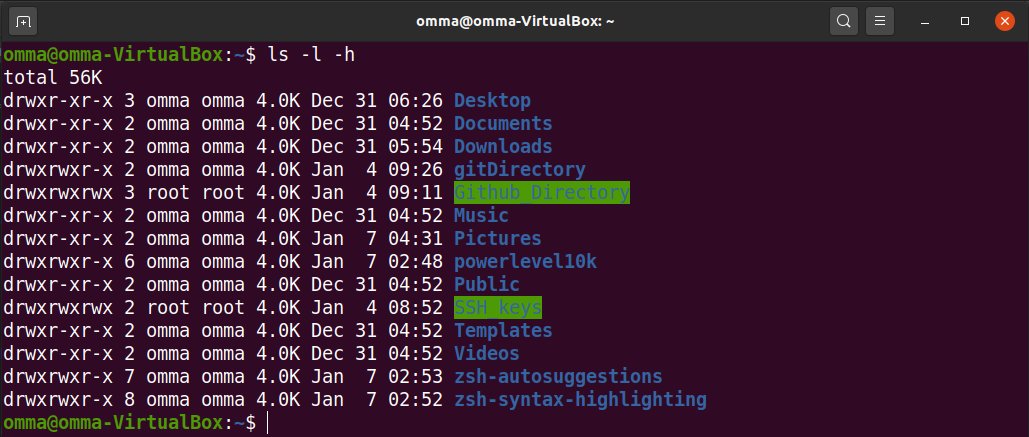 omma@omma-VirtualBox: ~
omma@omma-VirtualBox:~$ ls -l -h
total 56K
drwxr-xr-x 3 omma omma 4.0K Dec 31 06:26 Desktop
drwxr-xr-x 2 omma omma 4.0K Dec 31 04:52 Documents
drwxr-xr-x 2 omma omma 4.0K Dec 31 05:54 Downloads
drwxrwxr-x 2 omma omma 4.0K Jan  4 09:26 gitDirectory
drwxrwxrwx 3 root root 4.0K Jan  4 09:11 Github_Directory
drwxr-xr-x 2 omma omma 4.0K Dec 31 04:52 Music
drwxr-xr-x 2 omma omma 4.0K Jan  7 04:31 Pictures
drwxrwxr-x 6 omma omma 4.0K Jan  7 02:48 powerlevel10k
drwxr-xr-x 2 omma omma 4.0K Dec 31 04:52 Public
drwxrwxrwx 2 root root 4.0K Jan  4 08:52 SSH_keys
drwxr-xr-x 2 omma omma 4.0K Dec 31 04:52 Templates
drwxr-xr-x 2 omma omma 4.0K Dec 31 04:52 Videos
drwxrwxr-x 7 omma omma 4.0K Jan  7 02:53 zsh-autosuggestions
drwxrwxr-x 8 omma omma 4.0K Jan  7 02:52 zsh-syntax-highlighting
omma@omma-VirtualBox:~$